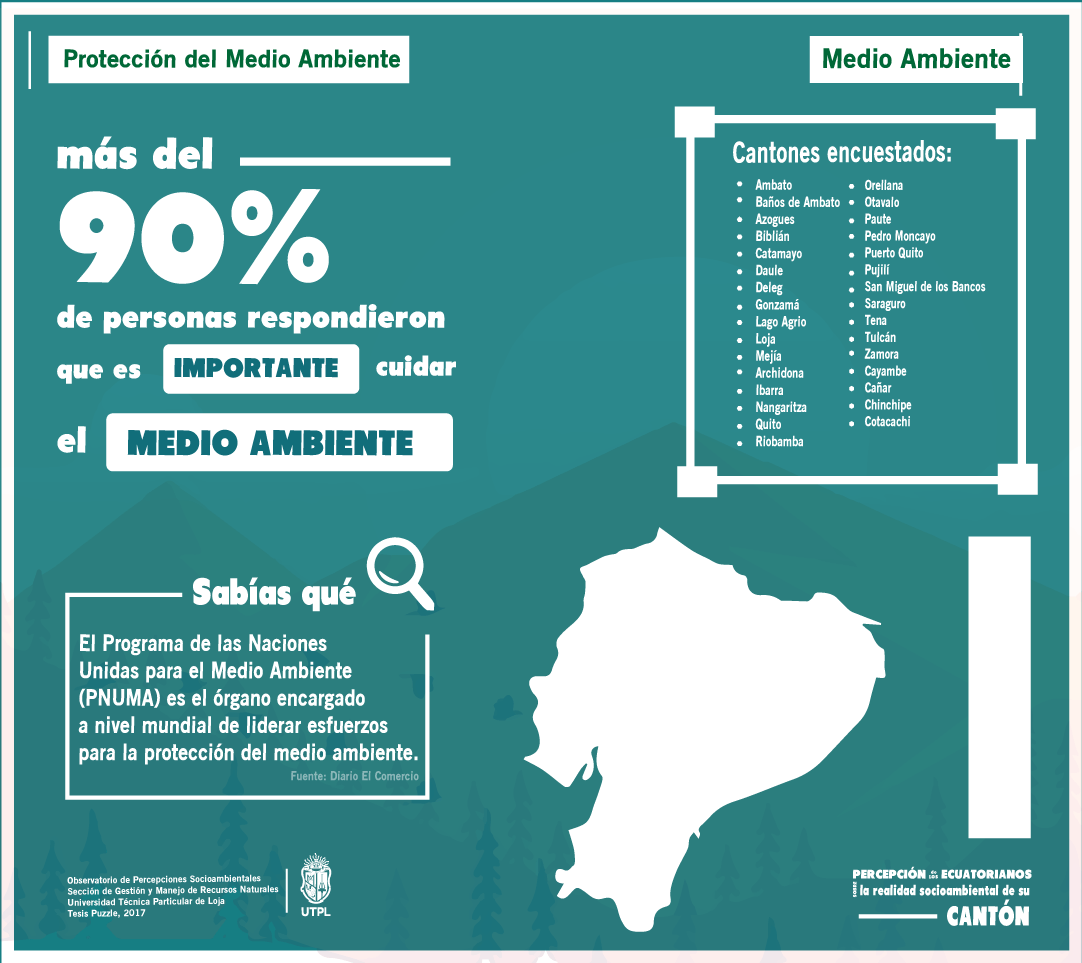 Protección del Medio Ambiente
Medio Ambiente
más del
90%
de personas respondieron
que es IMPORTANTE cuidar
el MEDIO AMBIENTE
Cantones encuestados:
Ambato
Baños de Ambato
Azogues
Biblián
Catamayo
Daule
Deleg
Gonzamá
Lago Agrio
Loja
Mejía
Archidona
Ibarra
Nangaritza
Quito
Riobamba
Orellana
Otavalo
Paute
Pedro Moncayo
Puerto Quito
Pujilí
San Miguel de los Bancos
Saraguro
Tena
Tulcán
Zamora
Cayambe
Cañar
Chinchipe
Cotacachi
Sabías qué
El Programa de las Naciones
Unidas para el Medio Ambiente
(PNUMA) es el órgano encargado
a nivel mundial de liderar esfuerzos
para la protección del medio ambiente.
Fuente: Diario El Comercio
Observatorio de Percepciones Socioambientales
Sección de Gestión y Manejo de Recursos Naturales
Universidad Técnica Particular de Loja
Tesis Puzzle, 2017
UTPL
PERCEPCIÓN de los ECUATORIANOS
sobre la realidad socioambiental de su
CANTÓN